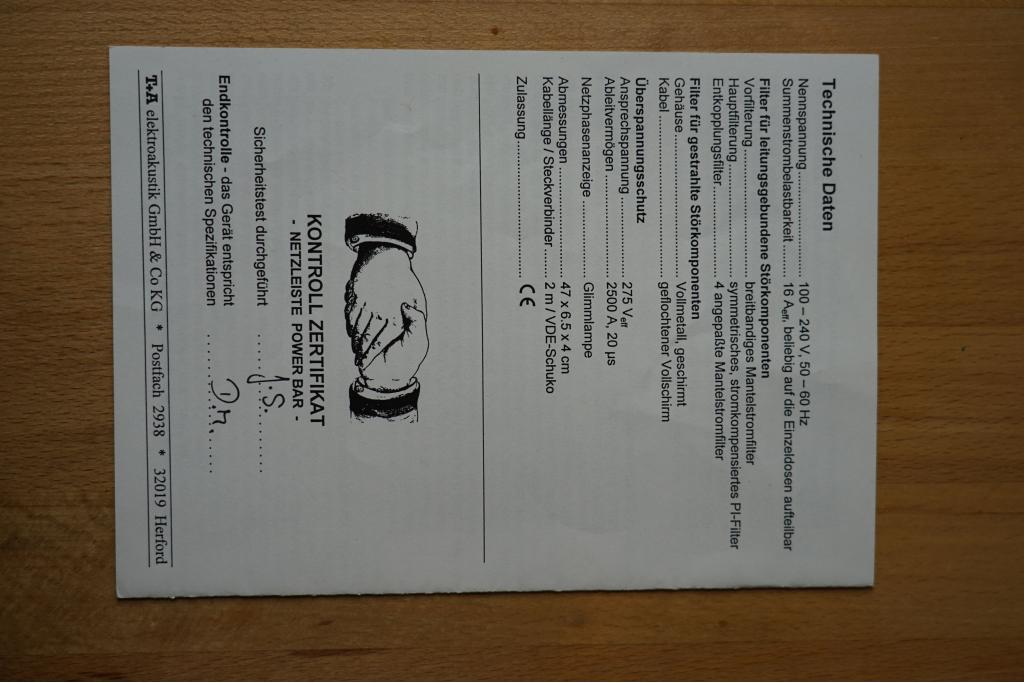 Technische Daten
Nennspannung .................... 100 – 240 V, 50 – 60 Hz
Summenstrombelastbarkeit ...... 16 Aeff, beliebig auf die Einzeldosen aufteilbar
Filter für leitungsgebundene Störkomponenten
Vorfilterung .......................... breitbandiges Mantelstromfilter
Hauptfilterung........................ symmetrisches, stromkompensiertes PI-Filter
Entkopplungsfilter................... 4 angepaßte Mantelstromfilter
Filter für gestrahlte Störkomponenten
Gehäuse............................... Vollmetall, geschirmt
Kabel ................................... geflochtener Vollschirm
Überspannungsschutz
Ansprechspannung ................ 275 Veff
Ableitvermögen ..................... 2500 A, 20 µs
Netzphasenanzeige ............... Glimmlampe
Abmessungen ....................... 47 x 6.5 x 4 cm
Kabellänge / Steckverbinder..... 2 m / VDE-Schuko
Zulassung............................. CE
KONTROLL ZERTIFIKAT
- NETZLEISTE POWER BAR -
Sicherheitstest durchgeführt ......J.S..........
Endkontrolle - das Gerät entspricht
den technischen Spezifikationen .......D.M.......
T+A elektroakustik GmbH & Co KG * Postfach 2938 * 32019 Herford